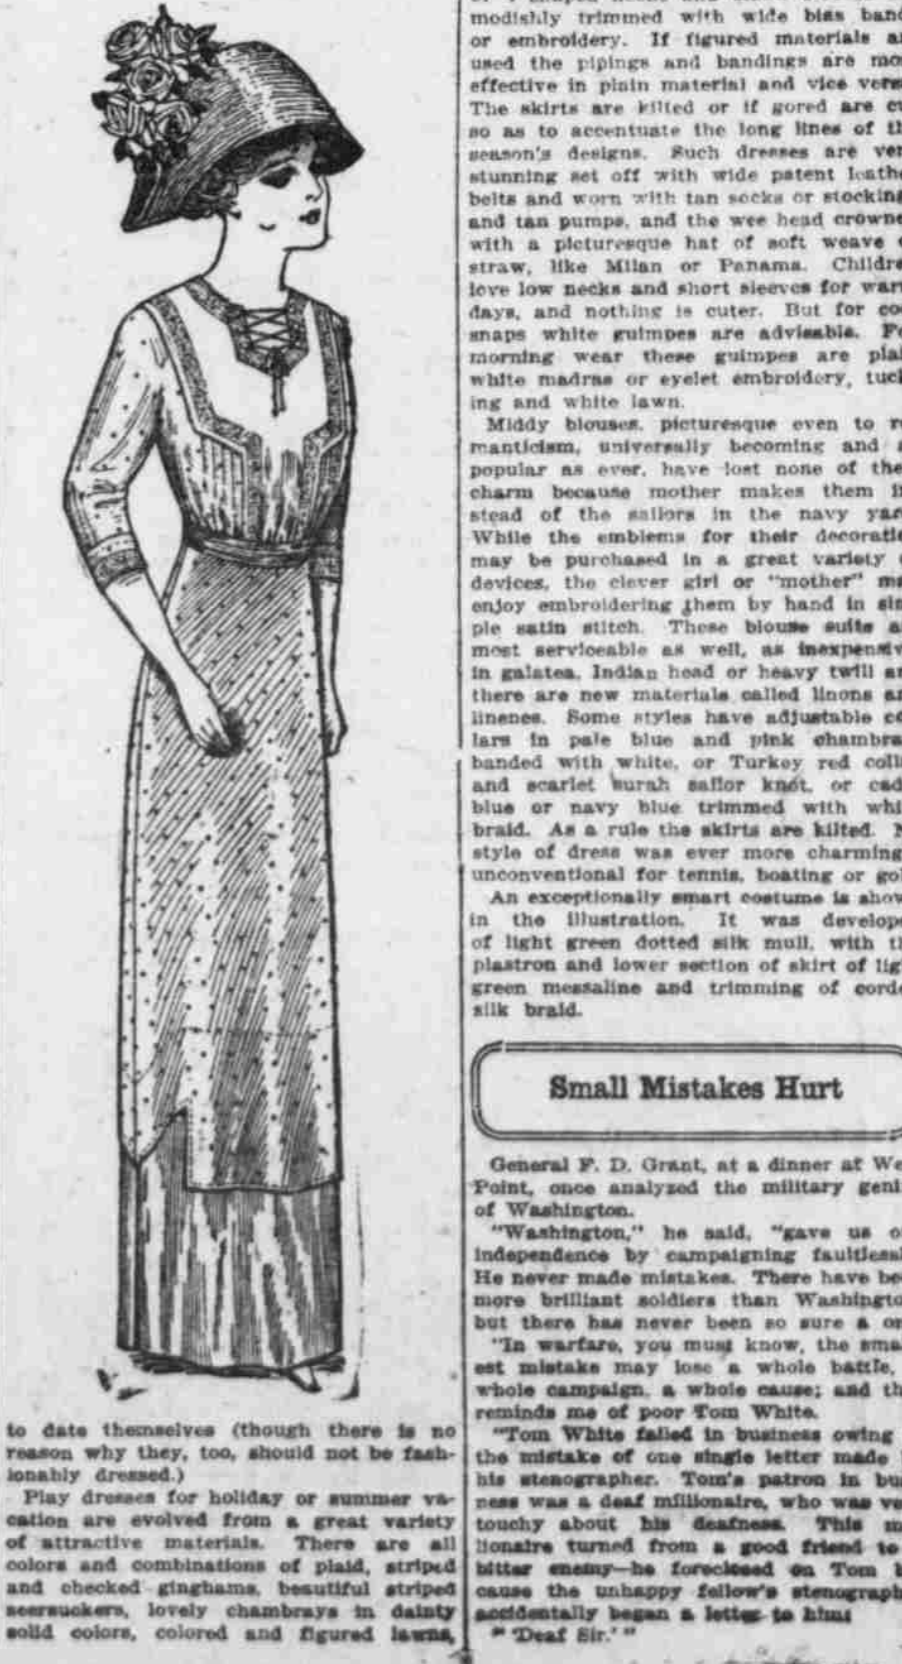 to date themselves (though there is no
reason why they, too, should not be fash-
ionably dressed.)
Play dresses for holiday or summer va-
cation are evolved from a great variety
of attractive materials. There are all
colors and combinations of plaid, striped
and checked ginghams, beautiful striped
seersuckers, lovely chambrays in dainty
solid colors, colored and figured lawns,
modishly trimmed with wide bias band
or embroidery. If figured materials a
used the pipings and bandings are mo
effective in plain material and vice vers
The skirts are kilted or if gored are c
so as to accentuate the long lines of t
season's designs. Such dresses are ver
stunning set off with wide patent leathe
belts and worn with tan socks or stocking
and tan pumps, and the wee head crowne
with a picturesque hat of soft weave
straw, like Milan or Panama. Childre
love low necks and short sleeves for war
days, and nothing is cuter. But for co
snaps white guimpes are advisable. F
morning wear these guimpes are plai
white madras or eyelet embroidery, tuck
ing and white lawn.
Middy blouses, picturesque even to r
manticism, universally becoming and a
popular as ever, have lost none of the
charm because mother makes them i
stead of the sailors in the navy yar
While the emblems for their decorati
may be purchased in a great variety
devices, the clever girl or "mother" ma
enjoy embroidering them by hand in sim
ple satin stitch. These blouse suits a
most serviceable as well, as inexpensiv
in galatea, Indian head or heavy twill an
there are new materials called linons an
linenes. Some styles have adjustable co
lars in pale blue and pink chambra
banded with white, or Turkey red colla
and scarlet surah sailor knot, or cad
blue or navy blue trimmed with whi
braid. As a rule the skirts are kilted. N
style of dress was ever more charming
unconventional for tennis, boating or gol
An exceptionally smart costume is show
in the illustration. It was develope
of light green dotted silk mull, with th
plastron and lower section of skirt of lig
green messaline and trimming of corde
silk braid.
Small Mistakes Hurt
General F. D. Grant, at a dinner at We
Point, once analyzed the military geni
of Washington.
"Washington," he said, "gave us o
independence by campaigning faultlessl
He never made mistakes. There have be
more brilliant soldiers than Washingto
but there has never been so sure a on
"In warfare, you must know, the smal
est mistake may lose a whole battle,
whole campaign, a whole cause; and th
reminds me of poor Tom White.
"Tom White failed in business owing
the mistake of one single letter made
his stenographer. Tom's patron in bu
ness was a deaf millionaire, who was ve
touchy about his deafness. This m
lionaire turned from a good friend to
bitter enemy—he foreclosed on Tom b
cause the unhappy fellow's stenograph
accidentally began a letter to him:
" 'Deaf Sir.' "